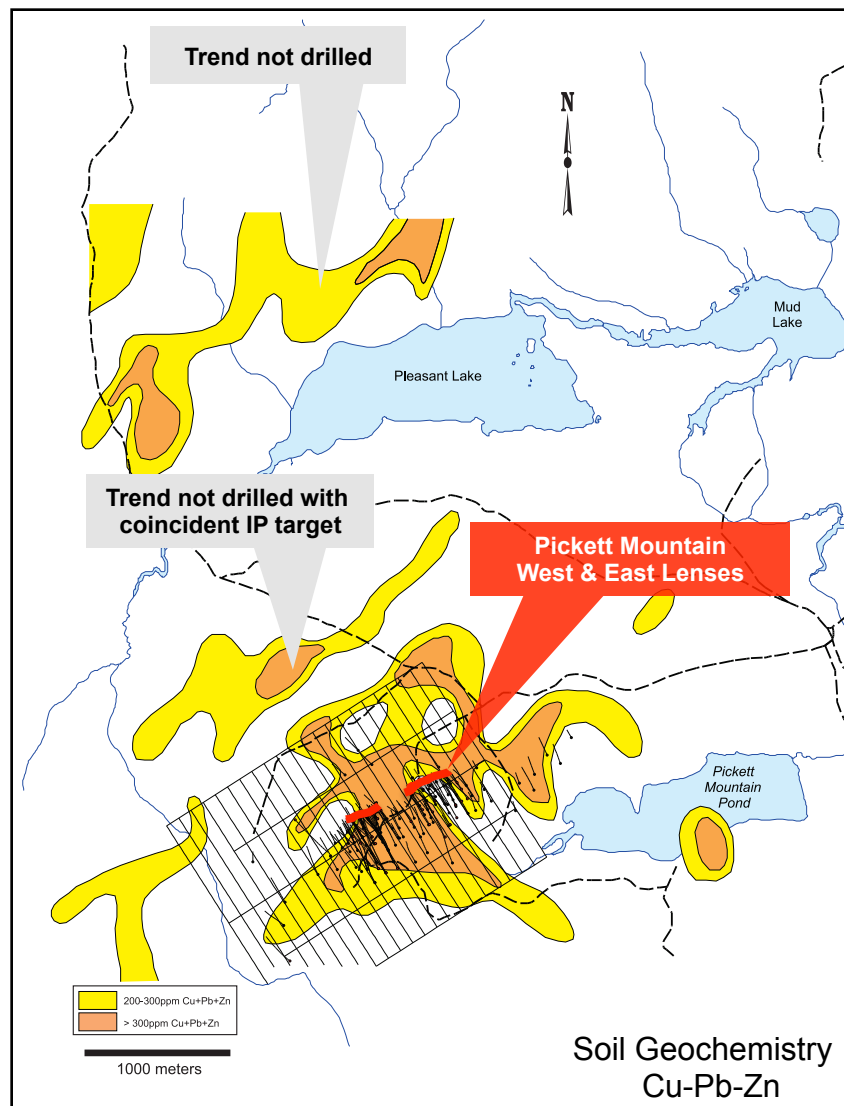 Trend not drilled
N
Mud
Lake
Pleasant Lake
Trend not drilled with
coincident IP target
Pickett Mountain
West & East Lenses
Pickett
Mountain
Pond
200-300ppm Cu+Pb+Zn
> 300ppm Cu+Pb+Zn
1000 meters
Soil Geochemistry
Cu-Pb-Zn